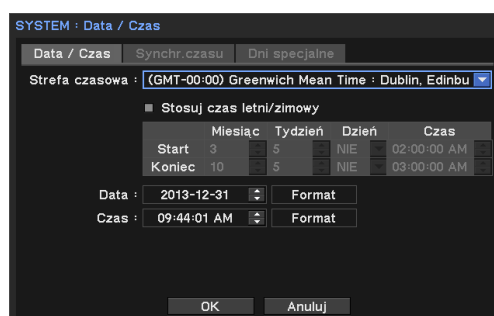 SYSTEM : Data / Czas
Data / Czas Synchr.czasu Dni specjalne
Strefa czasowa : (GMT-00:00) Greenwich Mean Time : Dublin, Edinbu
Stosuj czas letni/zimowy
Miesiąc Tydzień Dzień Czas
Start 3 5 NIE 02:00:00 AM
Koniec 10 5 NIE 03:00:00 AM
Data : 2013-12-31 Format
Czas : 09:44:01 AM Format
OK Anuluj